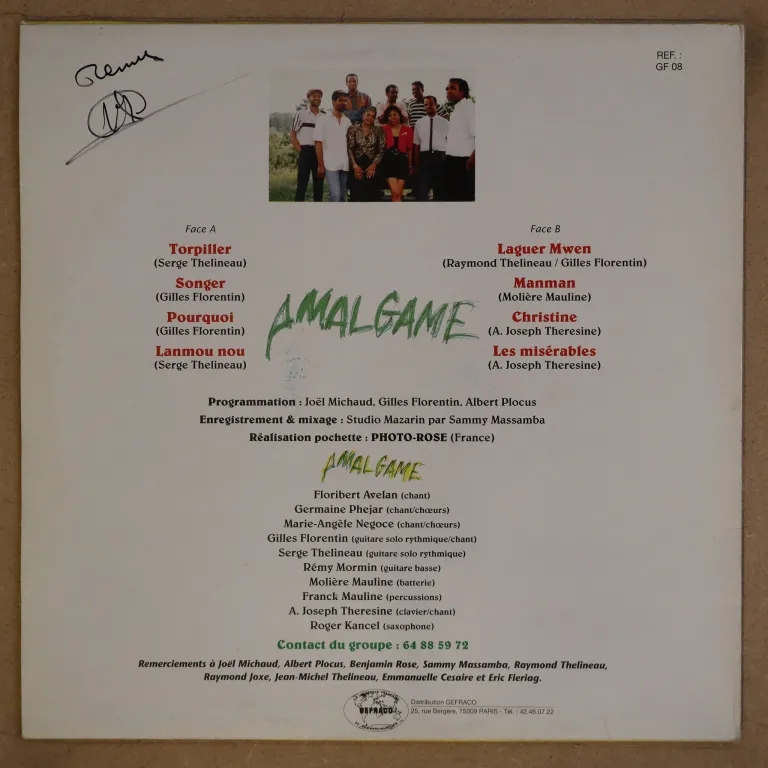 REF. :
GF 08
Face A
Torpiller
(Serge Thelineau)
Songer
(Gilles Florentin)
Pourquoi
(Gilles Florentin)
Lanmou nou
(Serge Thelineau)
Face B
Laguer Mwen
(Raymond Thelineau / Gilles Florentin)
Manman
(Molière Mauline)
Christine
(A. Joseph Theresine)
Les misérables
(A. Joseph Theresine)
AMALGAME
Programmation : Joël Michaud, Gilles Florentin, Albert Plocus
Enregistrement & mixage : Studio Mazarin par Sammy Massamba
Réalisation pochette : PHOTO-ROSE (France)
AMALGAME
Floribert Avelan (chant)
Germaine Phejar (chant/chœurs)
Marie-Angèle Negoce (chant/chœurs)
Gilles Florentin (guitare solo rythmique/chant)
Serge Thelineau (guitare solo rythmique)
Rémy Mormin (guitare basse)
Molière Mauline (batterie)
Franck Mauline (percussions)
A. Joseph Theresine (clavier/chant)
Roger Kancel (saxophone)
Contact du groupe : 64 88 59 72
Remerciements à Joël Michaud, Albert Plocus, Benjamin Rose, Sammy Massamba, Raymond Thelineau,
Raymond Joxe, Jean-Michel Thelineau, Emmanuelle Cesaire et Eric Fleriag.
GEFRACO
Distribution GEFRACO
25, rue Bergère, 75009 PARIS - Tél. : 42.46.07.22